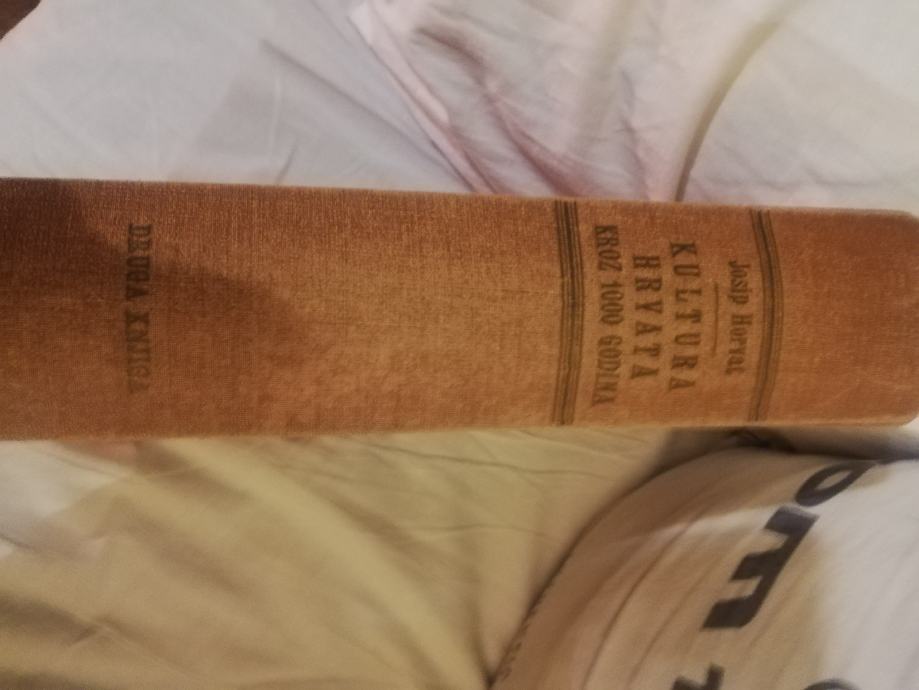 Josip Horvat
KULTURA
HRVATA
KROZ 1000 GODINA
DRUGA KNJIGA